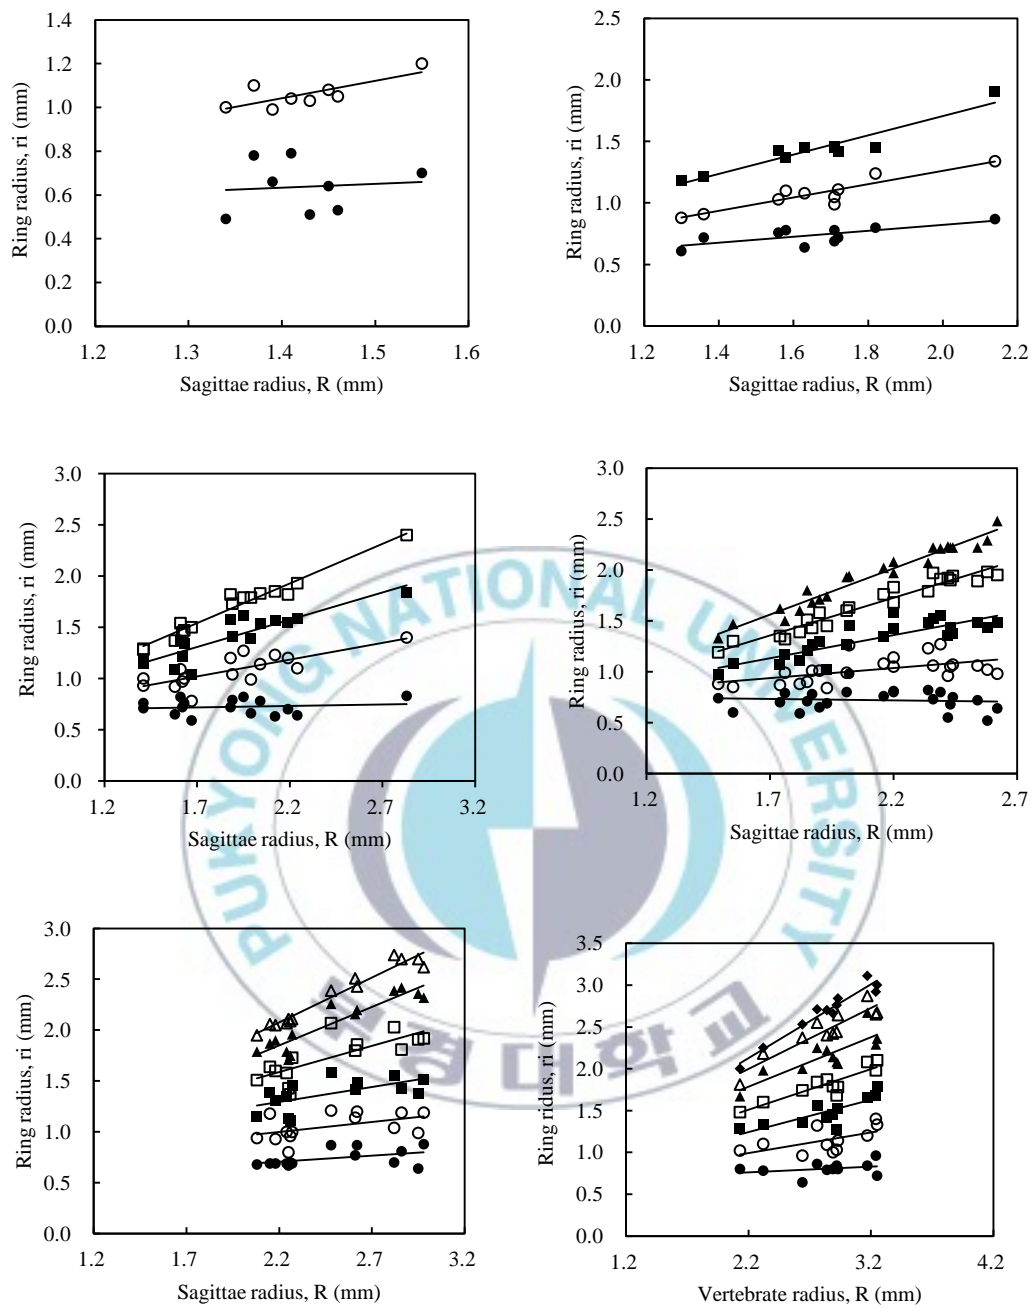 1.4
1.2
1.0
0.8
0.6
0.4
0.2
0.0
Ring radius, ri (mm)
1.2 1.3 1.4 1.5 1.6
Sagittae radius, R (mm)
2.5
2.0
1.5
1.0
0.5
0.0
Ring radius, ri (mm)
1.2 1.4 1.6 1.8 2.0 2.2
Sagittae radius, R (mm)
3.0
2.5
2.0
1.5
1.0
0.5
0.0
Ring radius, ri (mm)
1.2 1.7 2.2 2.7 3.2
Sagittae radius, R (mm)
3.0
2.5
2.0
1.5
1.0
0.5
0.0
Ring radius, ri (mm)
1.2 1.7 2.2 2.7
Sagittae radius, R (mm)
3.0
2.5
2.0
1.5
1.0
0.5
0.0
Ring radius, ri (mm)
1.2 2.2 2.7 3.2
Sagittae radius, R (mm)
3.5
3.0
2.5
2.0
1.5
1.0
0.5
0.0
Ring ridus, ri (mm)
1.2 2.2 3.2 4.2
Vertebrate radius, R (mm)
PUKYONG NATIONAL UNIVERSITY